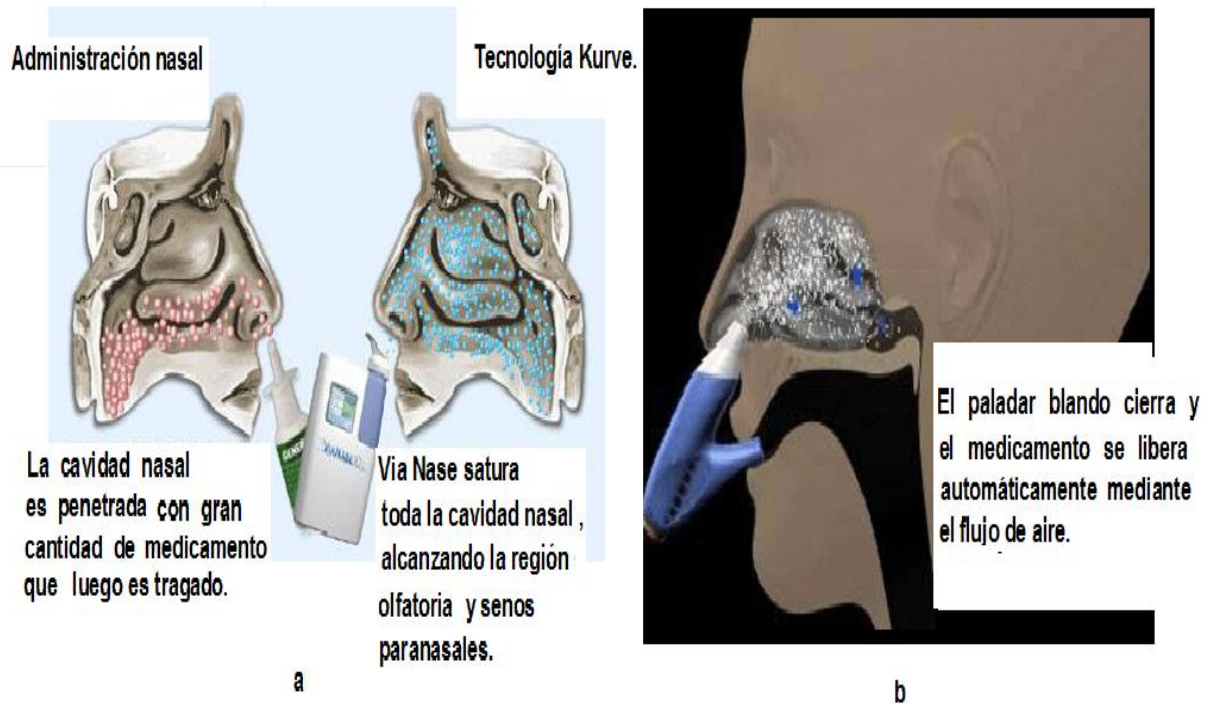 Administración nasal
Tecnología Kurve.
La cavidad nasal
es penetrada con gran
cantidad de medicamento
que luego es tragado.
GENER
VIANASE
Via Nase satura
toda la cavidad nasal ,
alcanzando la región
olfatoria y senos
paranasales.
a
El paladar blando cierra y
el medicamento se libera
automáticamente mediante
el flujo de aire.
b